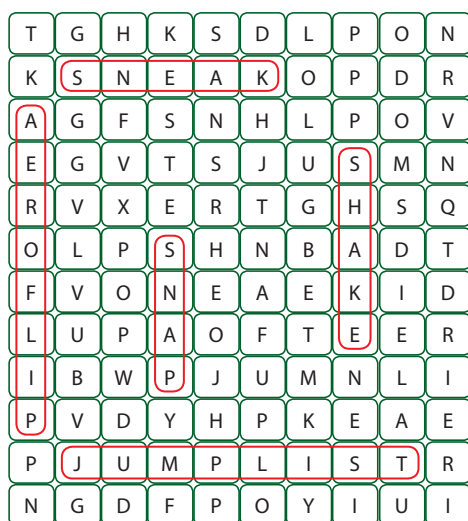 T G H K S D L P O N
K S N E A K O P D R
A G F S N H L P O V
E G V T S J U S M N
R V X E R T G H S Q
O L P S H N B A D T
F V O N E A E K I D
L U P A O F T E E R
I B W P J U M N L I
P V D Y H P K E A E
P J U M P L I S T R
N G D F P O Y I U I